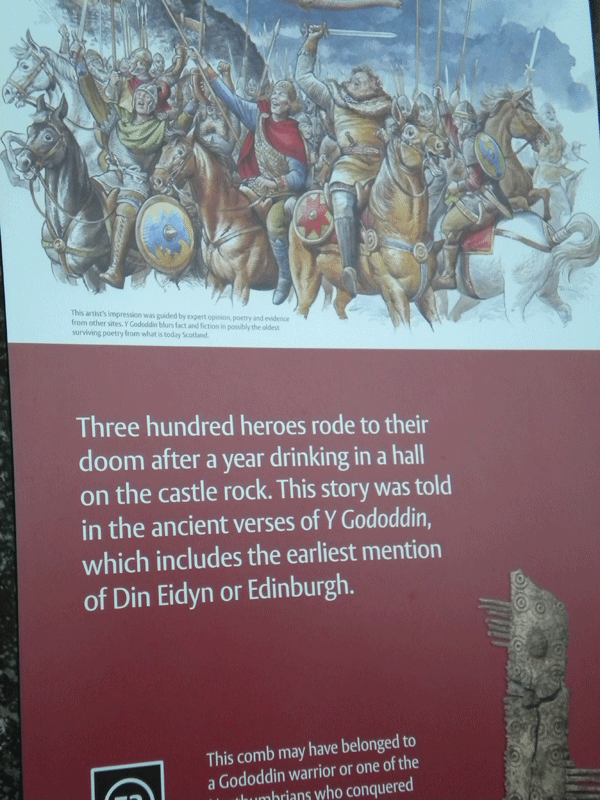 This artist's impression was guided by expert opinion, poetry and evidence
from other sites. Y Gododdin blurs fact and fiction in possibly the oldest
surviving poetry from what is today Scotland.
Three hundred heroes rode to their
doom after a year drinking in a hall
on the castle rock. This story was told
in the ancient verses of Y Gododdin,
which includes the earliest mention
of Din Eidyn or Edinburgh.
This comb may have belonged to
a Gododdin warrior or one of the
Northumbrians who conquered